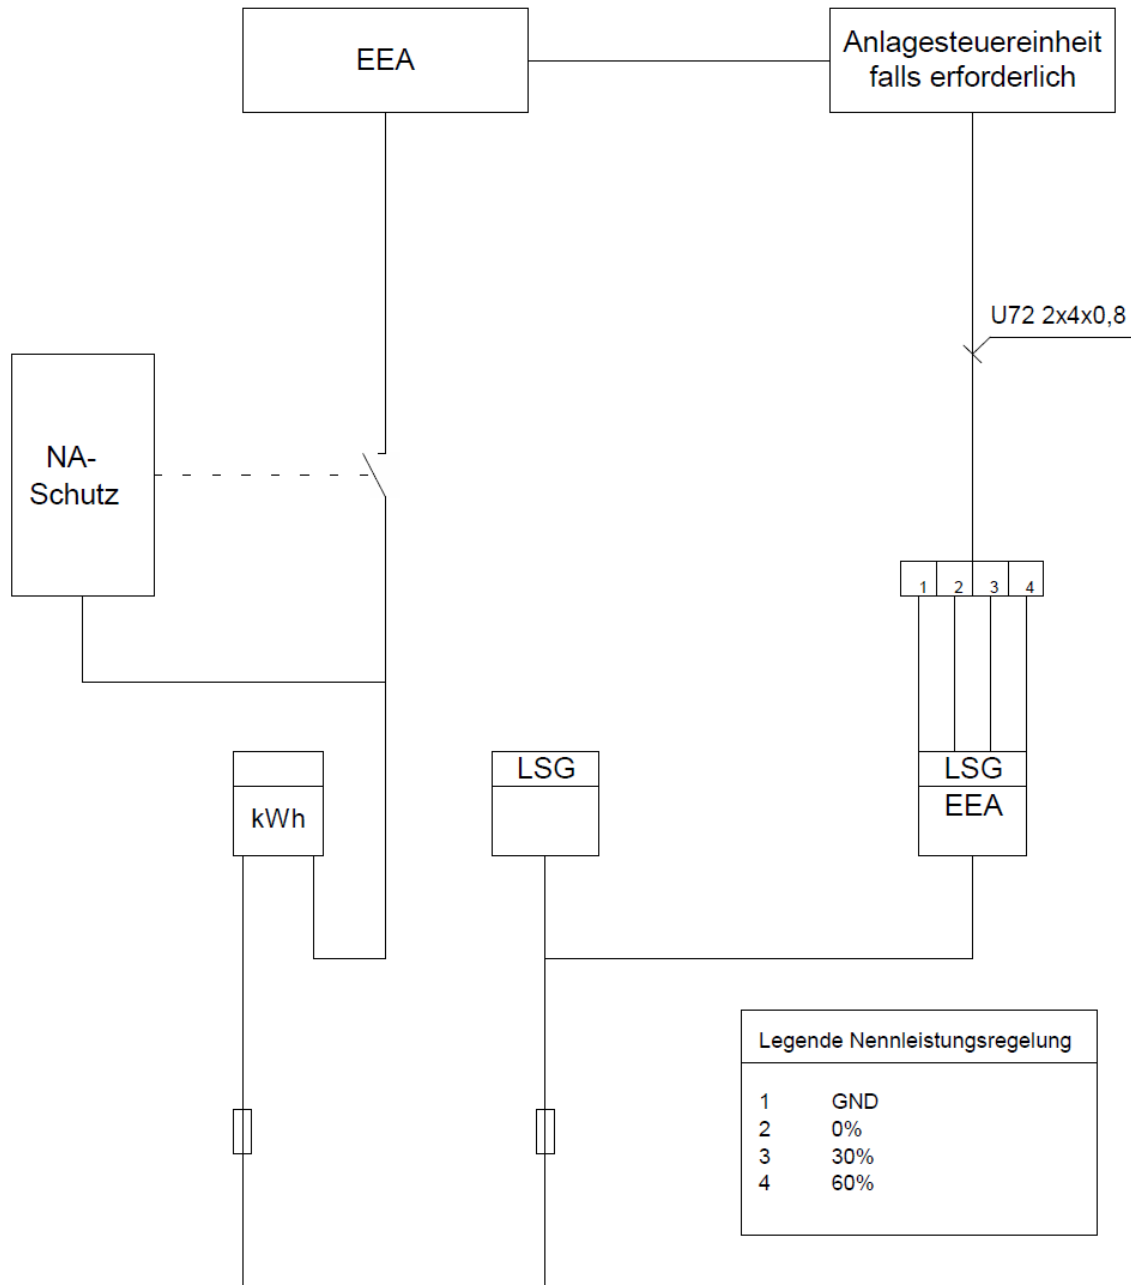 EEA
Anlagesteuereinheit
falls erforderlich
U72 2x4x0,8
NA-
Schutz
1 2 3 4
LSG
LSG
kWh
EEA
Legende Nennleistungsregelung
1 GND
2 0%
3 30%
4 60%